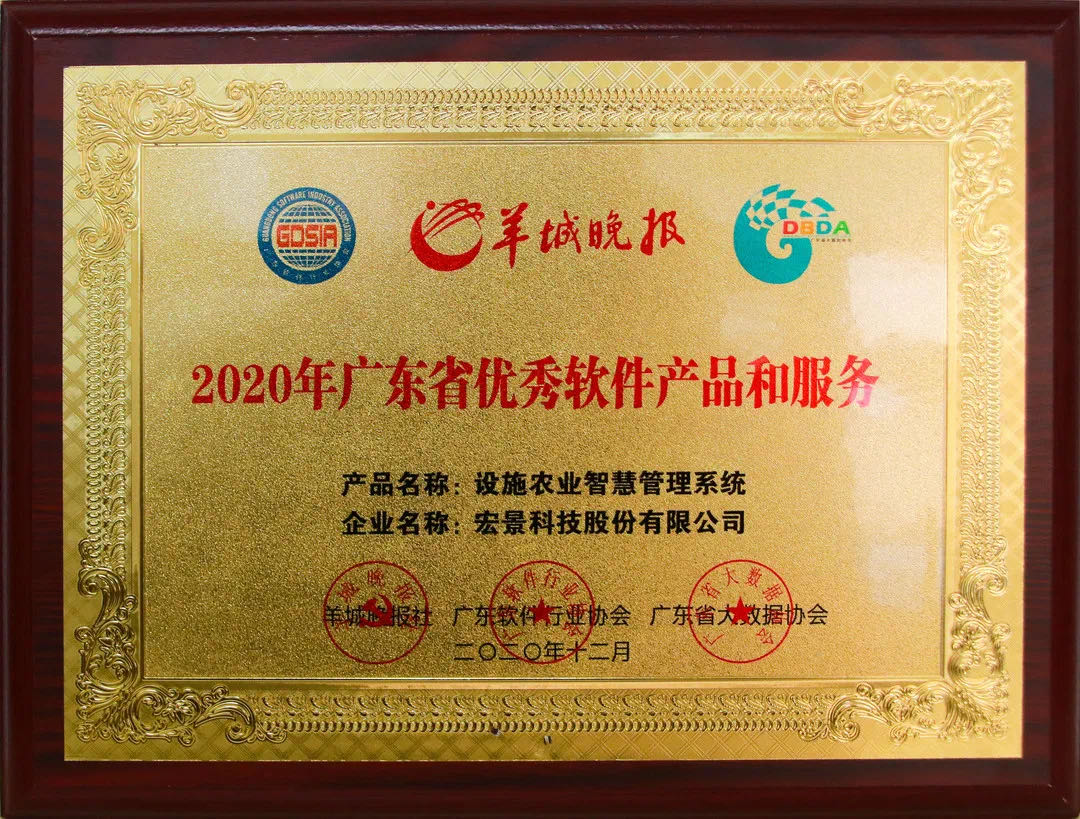 GUANGDONG SOFTWARE INDUSTRY ASSOCIATION
GDSIA
羊城晚报
DBDA
2020年广东省优秀软件产品和服务
产品名称：设施农业智慧管理系统
企业名称：宏景科技股份有限公司
羊城晚报社 广东软件行业协会 广东省大数据协会
二〇二〇年十二月